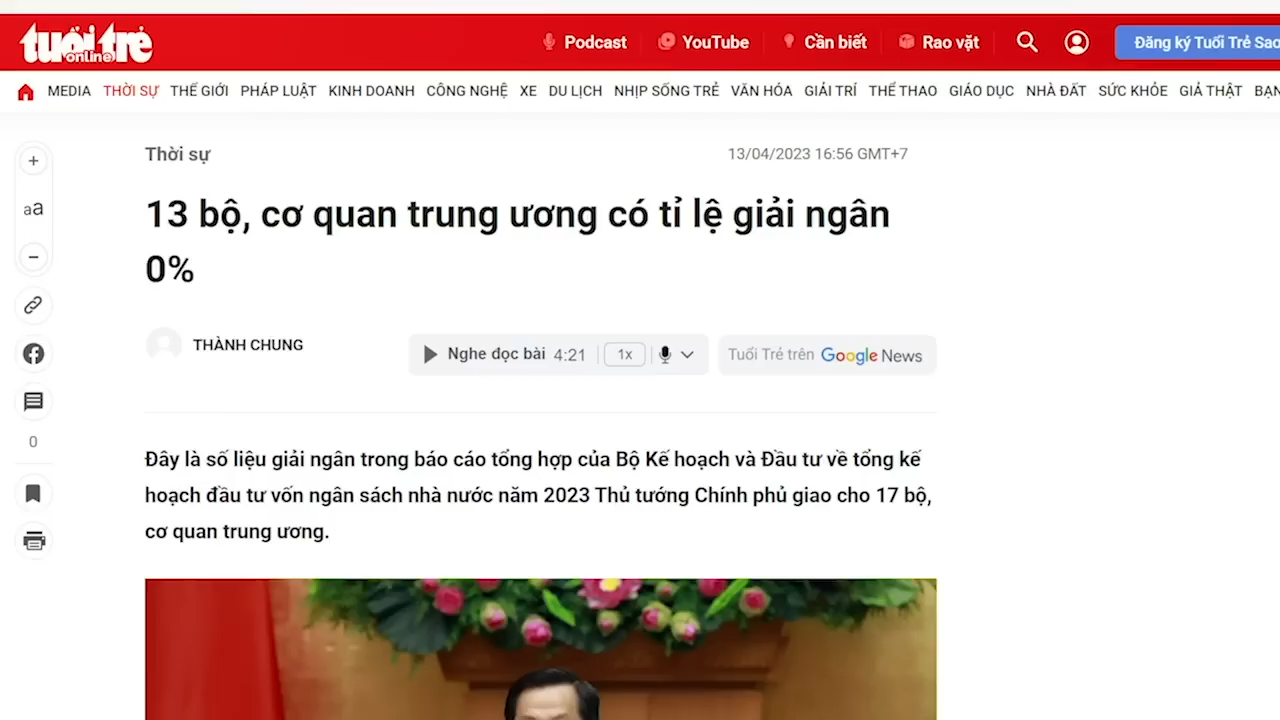 tuổi trẻ online
Podcast YouTube Cần biết Rao vặt Đăng ký Tuổi Trẻ Sao
MEDIA THỜI SỰ THẾ GIỚI PHÁP LUẬT KINH DOANH CÔNG NGHỆ XE DU LỊCH NHỊP SỐNG TRẺ VĂN HÓA GIẢI TRÍ THỂ THAO GIÁO DỤC NHÀ ĐẤT SỨC KHỎE GIẢ THẬT BẠN
Thời sự 13/04/2023 16:56 GMT+7
+
aA
−
0
13 bộ, cơ quan trung ương có tỉ lệ giải ngân
0%
THÀNH CHUNG Nghe đọc bài 4:21 1x Tuổi Trẻ trên Google News
Đây là số liệu giải ngân trong báo cáo tổng hợp của Bộ Kế hoạch và Đầu tư về tổng kế
hoạch đầu tư vốn ngân sách nhà nước năm 2023 Thủ tướng Chính phủ giao cho 17 bộ,
cơ quan trung ương.